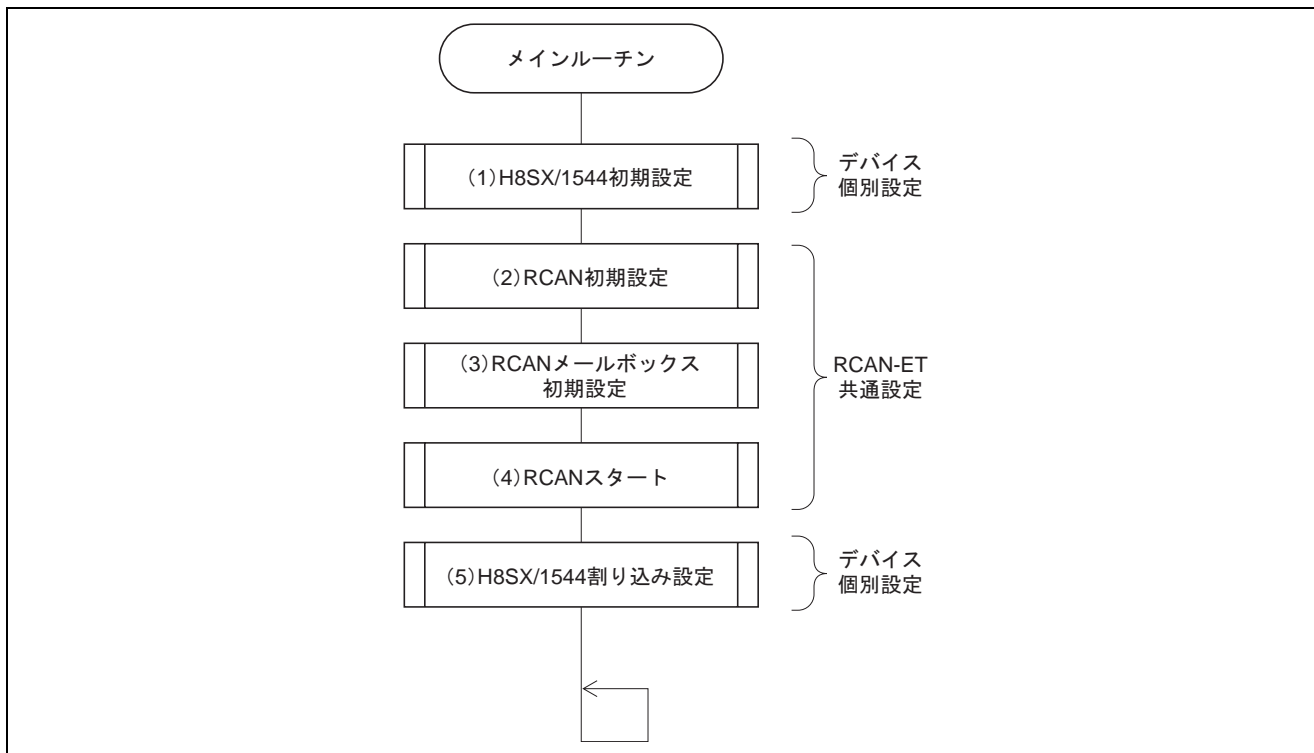 メインルーチン
(1)H8SX/1544初期設定
デバイス
個別設定
(2)RCAN初期設定
(3)RCANメールボックス
初期設定
RCAN-ET
共通設定
(4)RCANスタート
(5)H8SX/1544割り込み設定
デバイス
個別設定